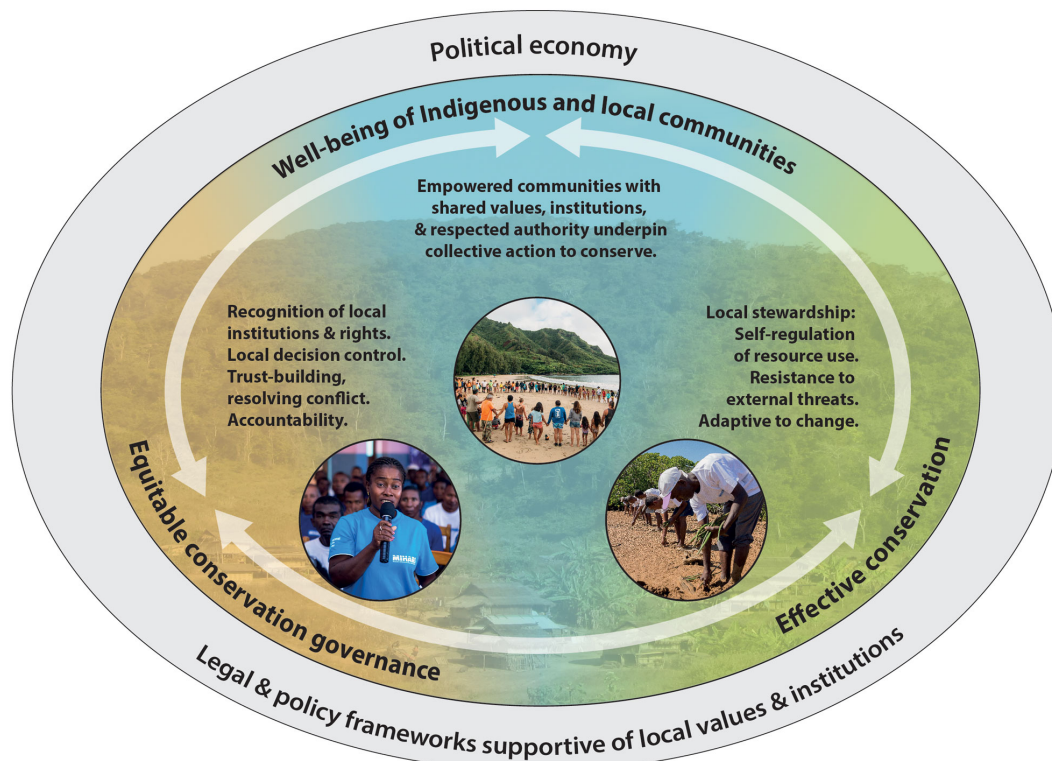 Political economy
Well-being of Indigenous and local communities
Empowered communities with
shared values, institutions,
& respected authority underpin
collective action to conserve.
Recognition of local
institutions & rights.
Local decision control.
Trust-building,
resolving conflict.
Accountability.
Local stewardship:
Self-regulation
of resource use.
Resistance to
external threats.
Adaptive to change.
Equitable conservation governance
Effective conservation
Legal & policy frameworks supportive of local values & institutions